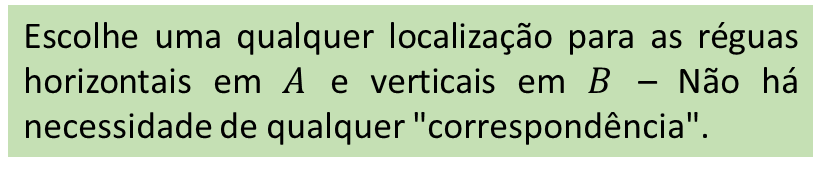 Escolhe uma qualquer localização para as réguas
horizontais em A e verticais em B – Não há
necessidade de qualquer "correspondência".